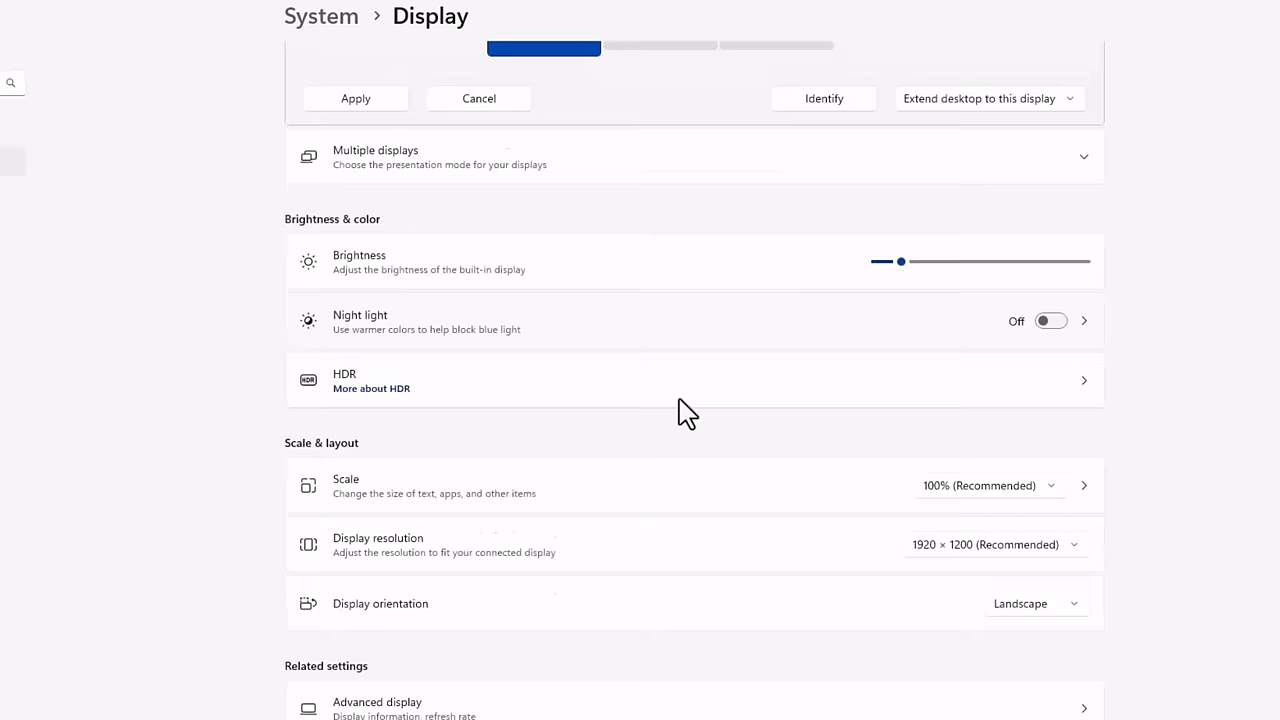 System > Display
Apply
Cancel
Identify
Extend desktop to this display
Multiple displays
Choose the presentation mode for your displays
Brightness & color
Brightness
Adjust the brightness of the built-in display
Night light
Use warmer colors to help block blue light
Off
HDR
HDR
More about HDR
Scale & layout
Scale
Change the size of text, apps, and other items
100% (Recommended)
Display resolution
Adjust the resolution to fit your connected display
1920 × 1200 (Recommended)
Display orientation
Landscape
Related settings
Advanced display
Display information, refresh rate